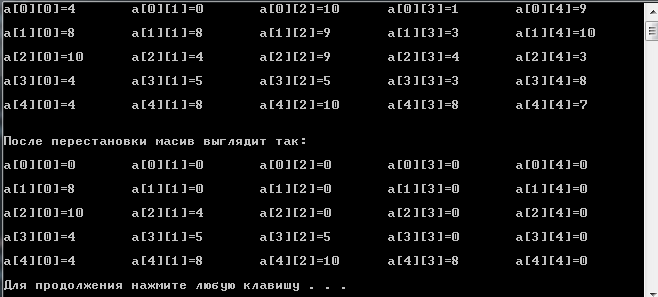 a[0][0]=4 a[0][1]=0 a[0][2]=10 a[0][3]=1 a[0][4]=9
a[1][0]=8 a[1][1]=8 a[1][2]=9 a[1][3]=3 a[1][4]=10
a[2][0]=10 a[2][1]=4 a[2][2]=9 a[2][3]=4 a[2][4]=3
a[3][0]=4 a[3][1]=5 a[3][2]=5 a[3][3]=3 a[3][4]=8
a[4][0]=4 a[4][1]=8 a[4][2]=10 a[4][3]=8 a[4][4]=7
После перестановки масив выглядит так:
a[0][0]=0 a[0][1]=0 a[0][2]=0 a[0][3]=0 a[0][4]=0
a[1][0]=8 a[1][1]=0 a[1][2]=0 a[1][3]=0 a[1][4]=0
a[2][0]=10 a[2][1]=4 a[2][2]=0 a[2][3]=0 a[2][4]=0
a[3][0]=4 a[3][1]=5 a[3][2]=5 a[3][3]=0 a[3][4]=0
a[4][0]=4 a[4][1]=8 a[4][2]=10 a[4][3]=8 a[4][4]=0
Для продолжения нажмите любую клавишу . . .